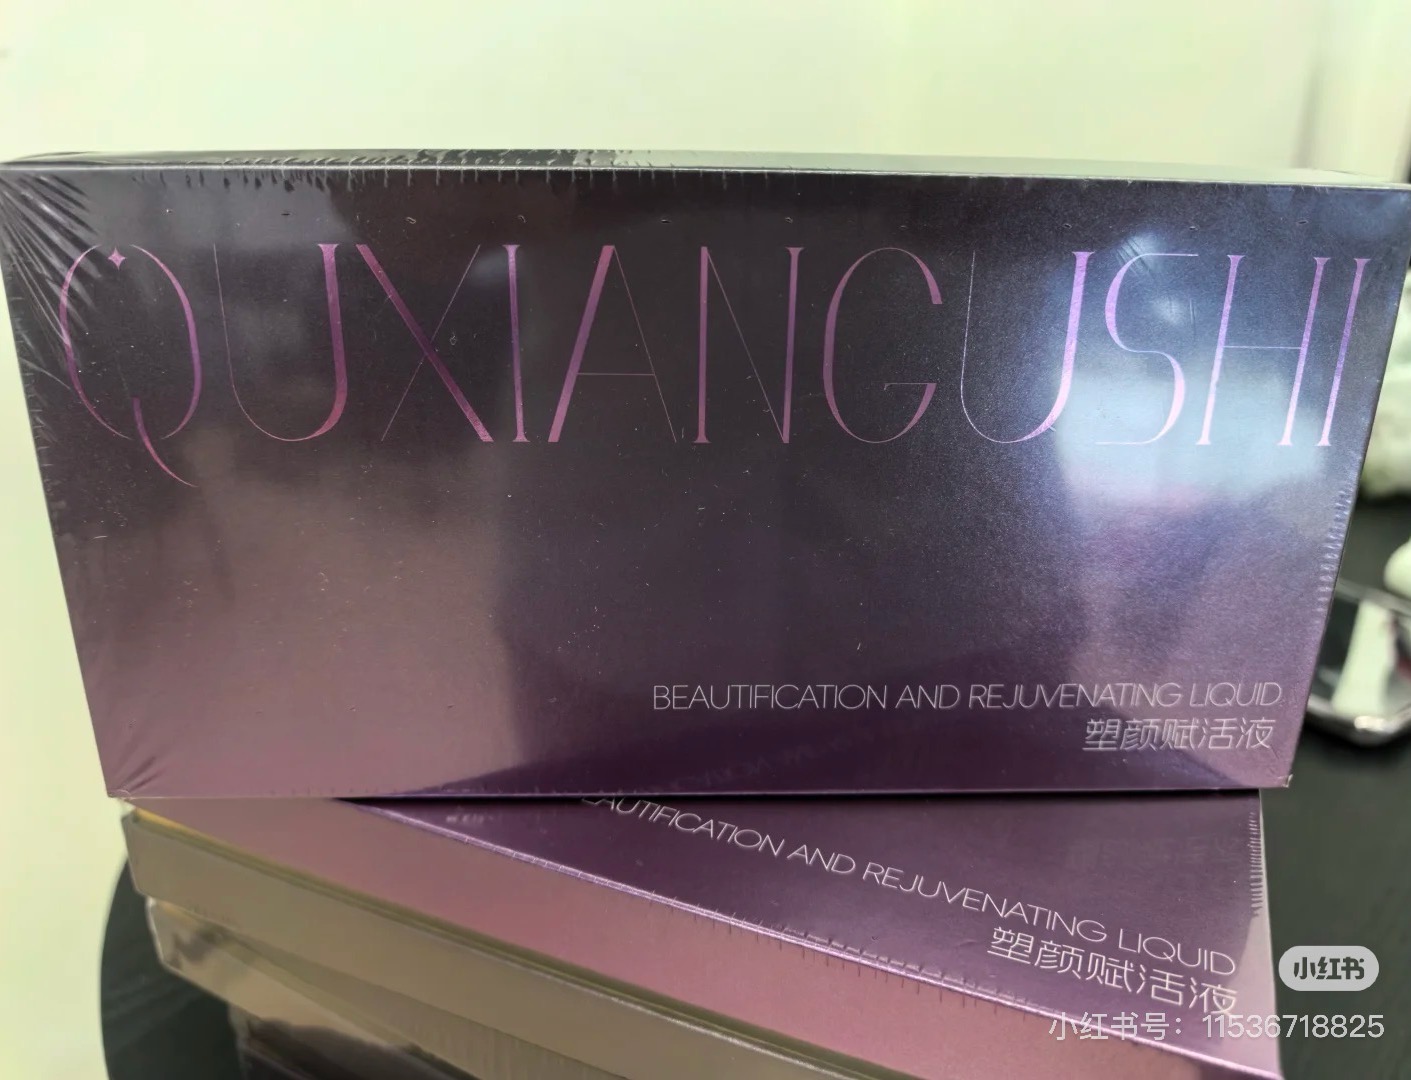 QUXIANGUSHI
BEAUTIFICATION AND REJUVENATING LIQUID
塑颜赋活液
EAUTIFICATION AND REJUVENATING LIQUID
塑颜赋活液
小红书
小红书号：11536718825